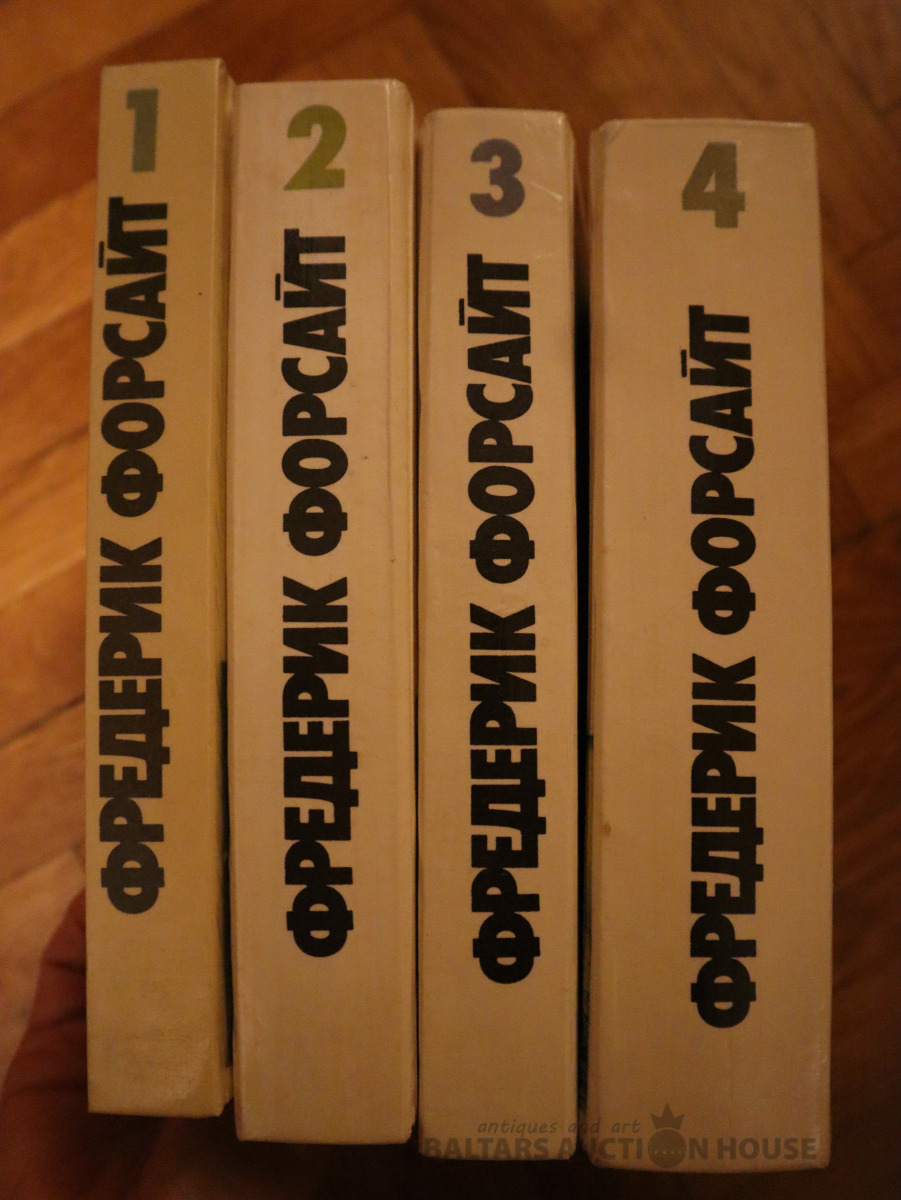 1
ФРЕДЕРИК ФОРСАЙТ
2
ФРЕДЕРИК ФОРСАЙТ
3
ФРЕДЕРИК ФОРСАЙТ
4
ФРЕДЕРИК ФОРСАЙТ
antiques and art
BALTARS AUCTION HOUSE